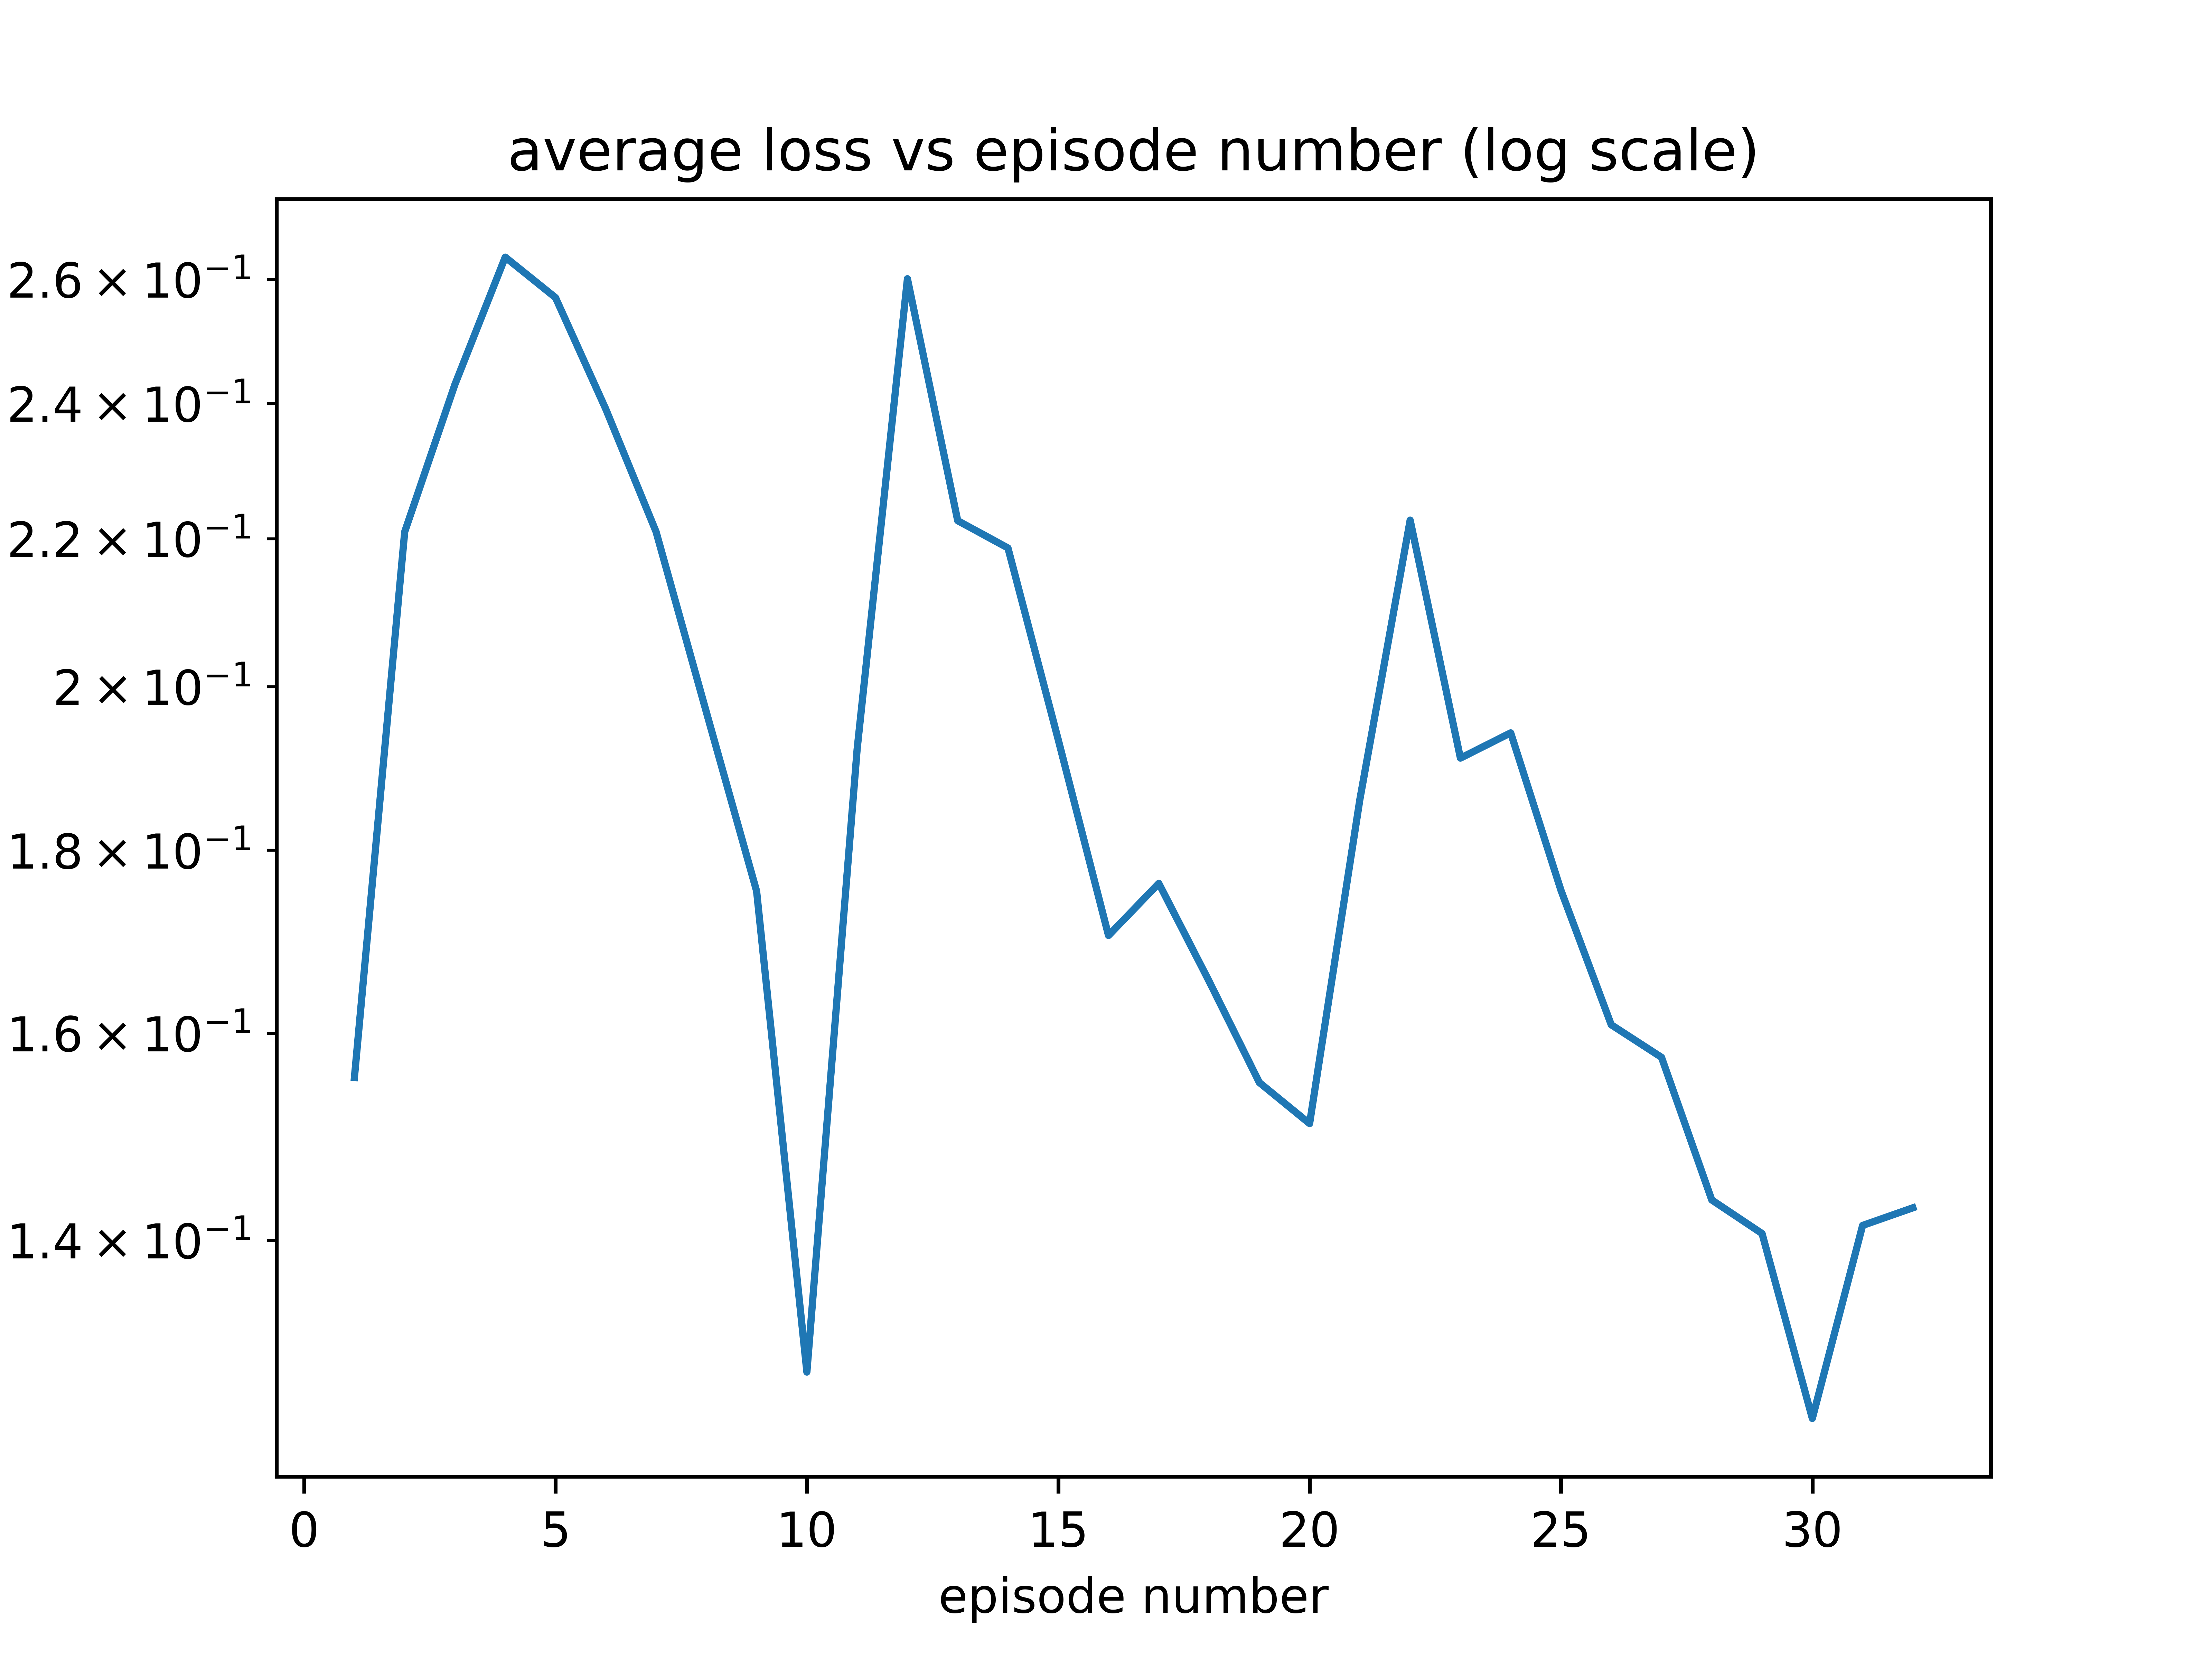 average loss vs episode number (log scale)
2.6 × 10⁻¹
2.4 × 10⁻¹
2.2 × 10⁻¹
2 × 10⁻¹
1.8 × 10⁻¹
1.6 × 10⁻¹
1.4 × 10⁻¹
0 5 10 15 20 25 30
episode number